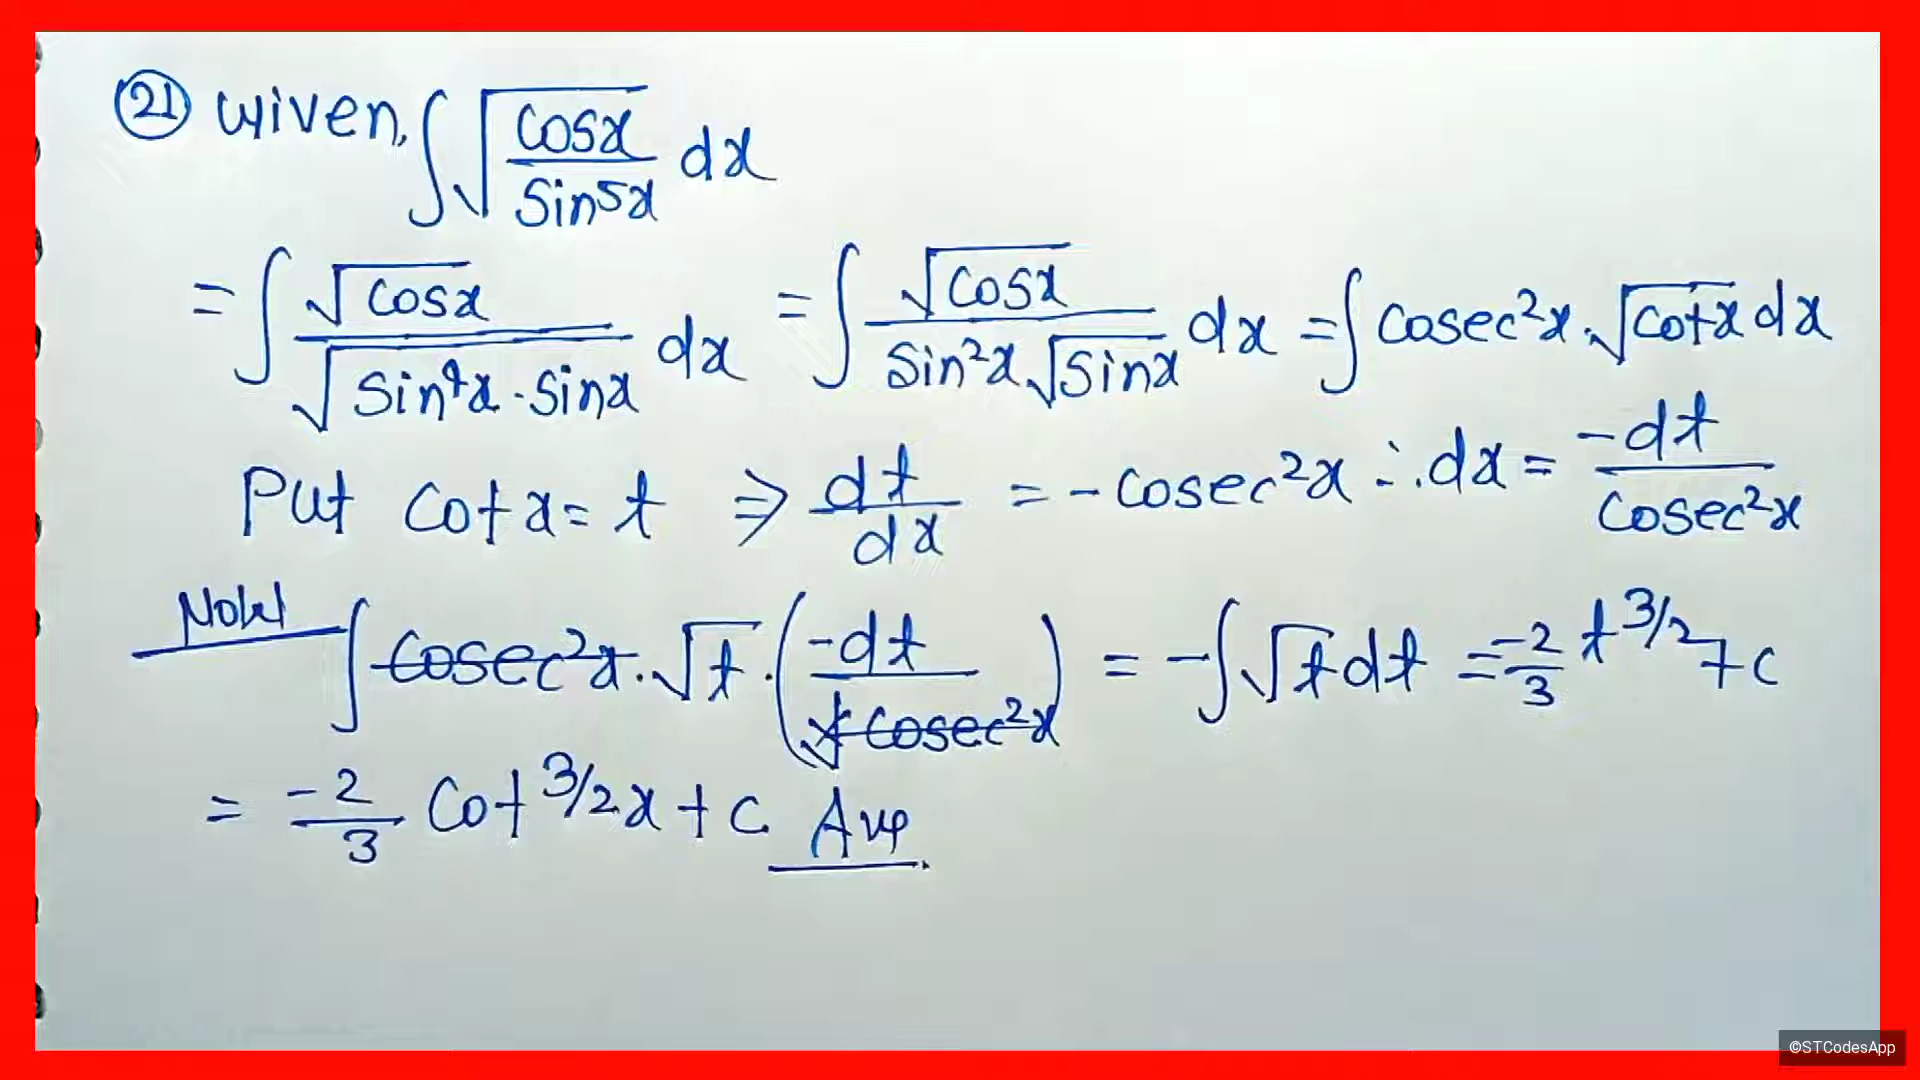 (21) Given, ∫ √(cosx / sin⁵x) dx
= ∫ √cosx / √(sin⁴x · sinx) dx = ∫ √cosx / (sin²x · √sinx) dx = ∫ cosec²x · √cotx dx
Put cotx = t ⇒ dt/dx = -cosec²x ∴ dx = -dt / cosec²x
Now ∫ cosec²x · √t · (-dt / cosec²x) = -∫ √t dt = -2/3 t^3/2 + c
= -2/3 cot^3/2 x + c Ans
©STCodesApp